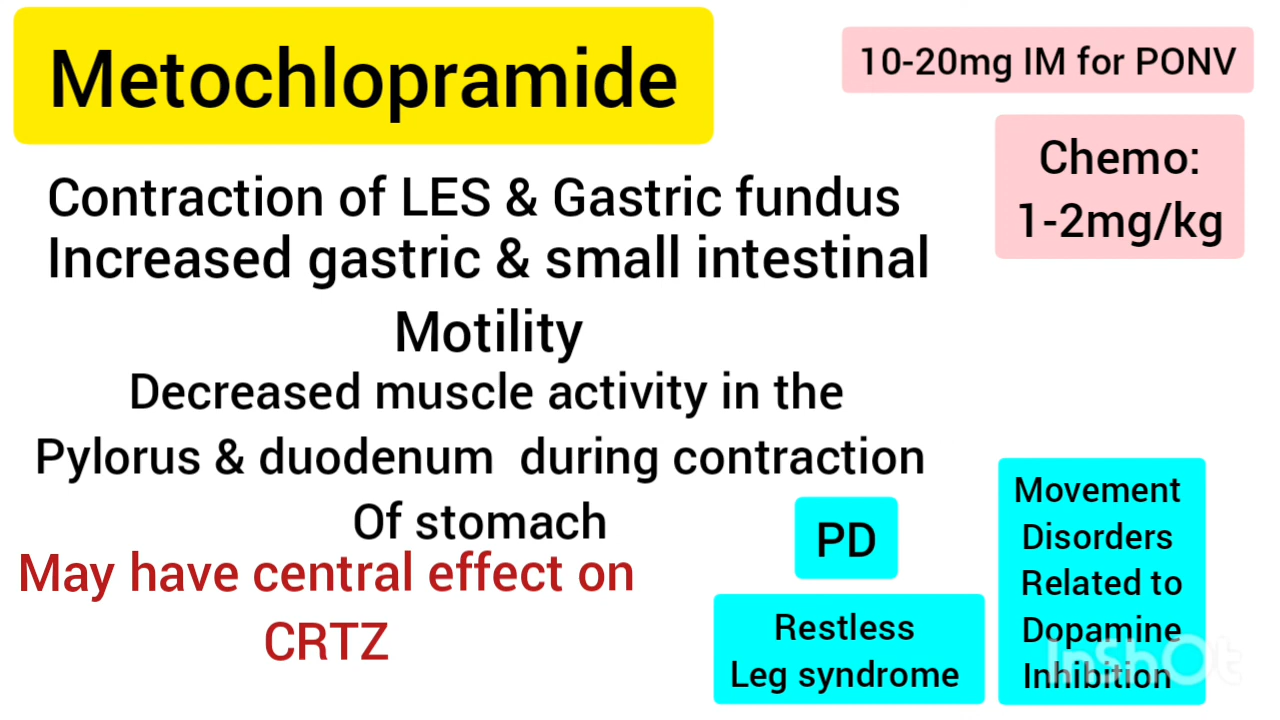 Metochlopramide
10-20mg IM for PONV
Chemo:
1-2mg/kg
Contraction of LES & Gastric fundus
Increased gastric & small intestinal
Motility
Decreased muscle activity in the
Pylorus & duodenum during contraction
Of stomach
May have central effect on
CRTZ
PD
Restless
Leg syndrome
Movement
Disorders
Related to
Dopamine
Inhibition
InShOt